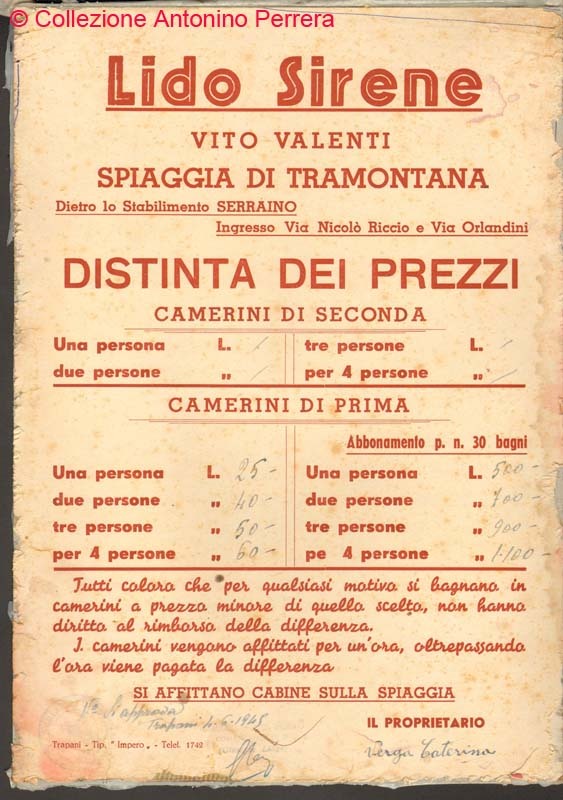 © Collezione Antonino Perrera
Lido Sirene
VITO VALENTI
SPIAGGIA DI TRAMONTANA
Dietro lo Stabilimento SERRAINO
Ingresso Via Nicolò Riccio e Via Orlandini
DISTINTA DEI PREZZI
CAMERINI DI SECONDA
Una persona L. / tre persone L. /
due persone „ / per 4 persone „ /
CAMERINI DI PRIMA
Abbonamento p. n. 30 bagni
Una persona L. 25- Una persona L. 500-
due persone „ 40- due persone „ 700-
tre persone „ 50- tre persone „ 900-
per 4 persone „ 60- pe 4 persone „ 1.100-
Tutti coloro che per qualsiasi motivo si bagnano in
camerini a prezzo minore di quello scelto, non hanno
diritto al rimborso della differenza.
I camerini vengono affittati per un'ora, oltrepassando
l'ora viene pagata la differenza
SI AFFITTANO CABINE SULLA SPIAGGIA
Trapani
IL PROPRIETARIO
Trapani - Tip. " Impero „ - Telef. 1742
Verga Caterina